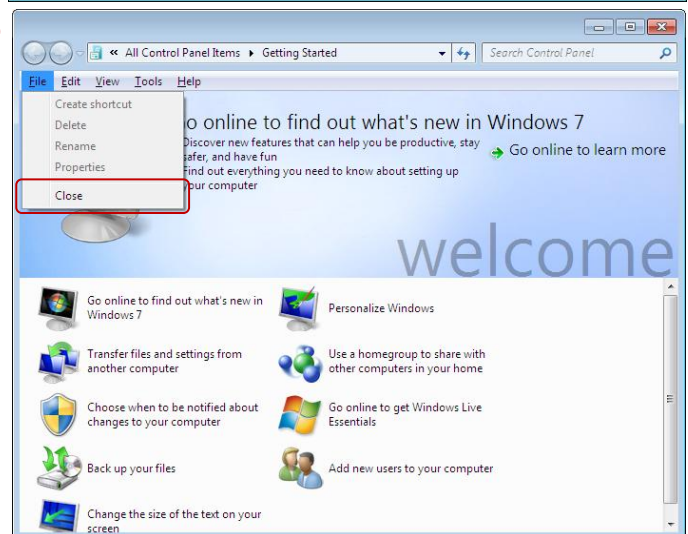 « All Control Panel Items ▸ Getting Started
Search Control Panel
File Edit View Tools Help
Create shortcut
Delete
Rename
Properties
Close
o online to find out what's new in Windows 7
Discover new features that can help you be productive, stay
safer, and have fun
Find out everything you need to know about setting up
your computer
Go online to learn more
welcome
Go online to find out what's new in
Windows 7
Personalize Windows
Transfer files and settings from
another computer
Use a homegroup to share with
other computers in your home
Choose when to be notified about
changes to your computer
Go online to get Windows Live
Essentials
Back up your files
Add new users to your computer
Change the size of the text on your
screen